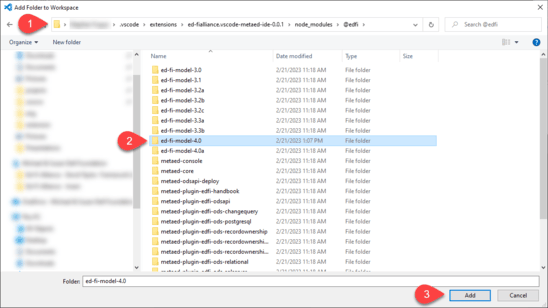 Add Folder to Workspace
1
.vscode > extensions > ed-fialliance.vscode-metaed-ide-0.0.1 > node_modules > @edfi >
Search @edfi
Organize
New folder
Name
Date modified
Type
Size
ed-fi-model-3.0 2/21/2023 11:18 AM File folder
ed-fi-model-3.1 2/21/2023 11:18 AM File folder
ed-fi-model-3.2a 2/21/2023 11:18 AM File folder
ed-fi-model-3.2b 2/21/2023 11:18 AM File folder
ed-fi-model-3.2c 2/21/2023 11:18 AM File folder
ed-fi-model-3.3a 2/21/2023 11:18 AM File folder
ed-fi-model-3.3b 2/21/2023 11:18 AM File folder
2
ed-fi-model-4.0 2/21/2023 1:07 PM File folder
ed-fi-model-4.0a 2/21/2023 11:18 AM File folder
metaed-console 2/21/2023 11:18 AM File folder
metaed-core 2/21/2023 11:18 AM File folder
metaed-odsapi-deploy 2/21/2023 11:18 AM File folder
metaed-plugin-edfi-handbook 2/21/2023 11:18 AM File folder
metaed-plugin-edfi-odsapi 2/21/2023 11:18 AM File folder
metaed-plugin-edfi-ods-changequery 2/21/2023 11:18 AM File folder
metaed-plugin-edfi-ods-postgresql 2/21/2023 11:18 AM File folder
metaed-plugin-edfi-ods-recordownership 2/21/2023 11:18 AM File folder
metaed-plugin-edfi-ods-recordownershi... 2/21/2023 11:18 AM File folder
metaed-plugin-edfi-ods-recordownershi... 2/21/2023 11:18 AM File folder
metaed-plugin-edfi-ods-relational 2/21/2023 11:18 AM File folder
Folder: ed-fi-model-4.0
3
Add
Cancel